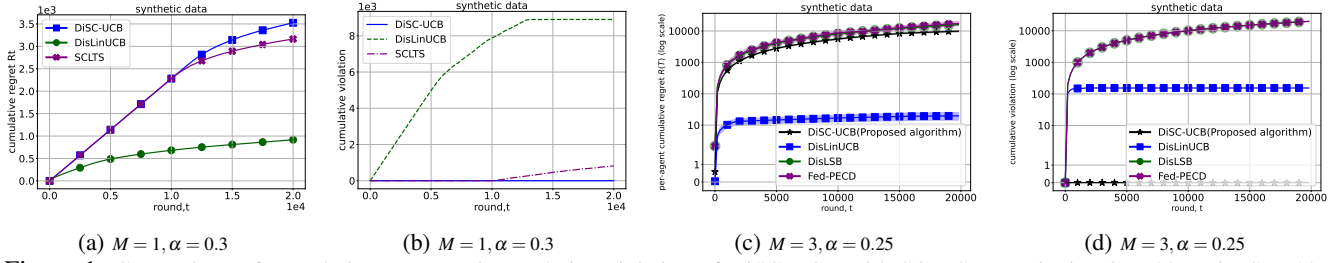 synthetic data
1e3
DiSC-UCB
DisLinUCB
SCLTS
cumulative regret Rt
3.5
3.0
2.5
2.0
1.5
1.0
0.5
0.0
0.0 0.5 1.0 1.5 2.0
1e4
round,t
(a) M = 1, α = 0.3
synthetic data
1e3
DiSC-UCB
DisLinUCB
SCLTS
cumulative violation
8
6
4
2
0
0.0 0.5 1.0 1.5 2.0
1e4
round,t
(b) M = 1, α = 0.3
synthetic data
per-agent cumulative regret R(T) (log scale)
10000
1000
100
10
1
0
DiSC-UCB(Proposed algorithm)
DisLinUCB
DisLSB
Fed-PECD
0 5000 10000 15000 20000
round, t
(c) M = 3, α = 0.25
synthetic data
cumulative violation (log scale)
10000
1000
100
10
1
0
DiSC-UCB(Proposed algorithm)
DisLinUCB
DisLSB
Fed-PECD
0 5000 10000 15000 20000
round, t
(d) M = 3, α = 0.25